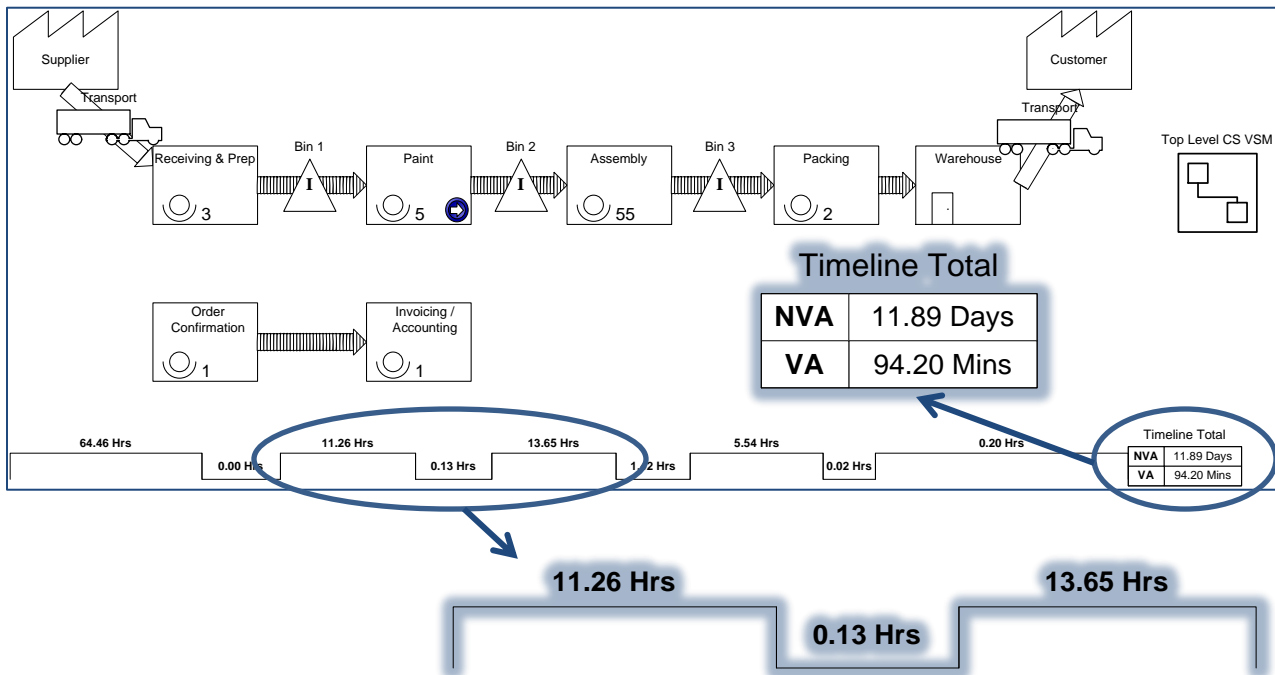 Supplier
Customer
Transport
Transport
Top Level CS VSM
Receiving & Prep
Bin 1
Paint
Bin 2
Assembly
Bin 3
Packing
Warehouse
I
I
I
3
5
55
2
Timeline Total
NVA 11.89 Days
VA 94.20 Mins
Order
Confirmation
Invoicing /
Accounting
1
1
64.46 Hrs
11.26 Hrs
13.65 Hrs
5.54 Hrs
0.20 Hrs
0.00 Hrs
0.13 Hrs
Hrs
0.02 Hrs
Timeline Total
NVA 11.89 Days
VA 94.20 Mins
11.26 Hrs
13.65 Hrs
0.13 Hrs